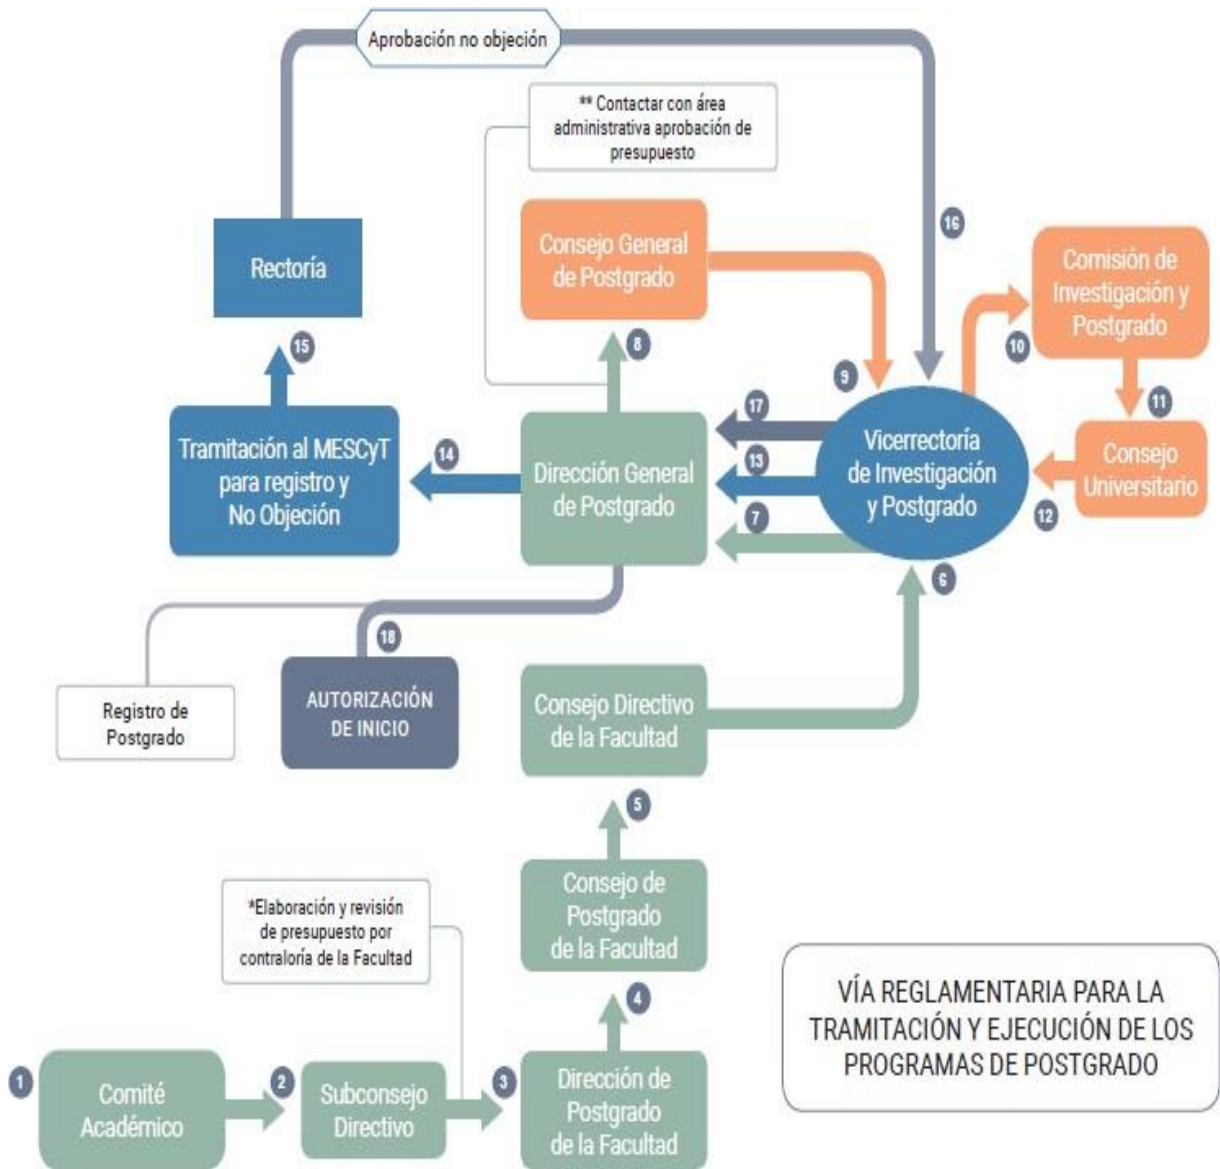 Aprobación no objeción
** Contactar con área
administrativa aprobación de
presupuesto
16
Rectoría
Consejo General
de Postgrado
Comisión de
Investigación y
Postgrado
15
8
9
10
11
17
Tramitación al MESCyT
para registro y
No Objeción
14
Dirección General
de Postgrado
13
7
Vicerrectoría
de Investigación
y Postgrado
Consejo
Universitario
12
6
18
Registro de
Postgrado
AUTORIZACIÓN
DE INICIO
Consejo Directivo
de la Facultad
5
*Elaboración y revisión
de presupuesto por
contraloría de la Facultad
Consejo de
Postgrado
de la Facultad
4
VÍA REGLAMENTARIA PARA LA
TRAMITACIÓN Y EJECUCIÓN DE LOS
PROGRAMAS DE POSTGRADO
1
Comité
Académico
2
Subconsejo
Directivo
3
Dirección de
Postgrado
de la Facultad